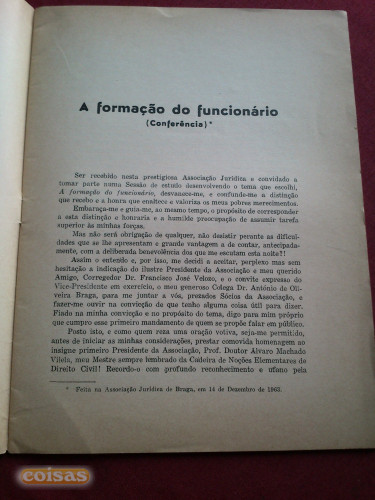 A formação do funcionário
(Conferência)*
Ser recebido nesta prestigiosa Associação Jurídica e convidado a
tomar parte numa Sessão de estudo desenvolvendo o tema que escolhi,
A formação do funcionário, desvanece-me, e confundo-me a distinção
que recebo e a honra que enaltece e valoriza os meus pobres merecimentos.
Embaraça-me e guia-me, ao mesmo tempo, o propósito de corresponder
a esta distinção e honraria e a humilde preocupação de assumir tarefa
superior às minhas forças.
Mas não será obrigação de qualquer, não desistir perante as dificul-
dades que se lhe apresentam e grande vantagem a de contar, antecipada-
mente, com a deliberada benevolência dos que me escutam esta noite?!
Assim o entendo e, por isso, me decidi a aceitar, perplexo mas sem
hesitação a indicação do ilustre Presidente da Associação e meu querido
Amigo, Corregedor Dr. Francisco José Veloso, e o convite expresso do
Vice-Presidente em exercício, o meu generoso Colega Dr. António de Oli-
veira Braga, para me juntar a vós, prezados Sócios da Associação, e
fazer-me ouvir na convicção de que tenho alguma coisa útil para dizer.
Fiado na minha convicção e no propósito do tema, digo para mim próprio
que cumpro esse primeiro mandamento de quem se propõe falar em público.
Posto isto, e como quem reza uma oração votiva, seja-me permitido,
antes de iniciar as minhas considerações, prestar comovida homenagem ao
insigne primeiro Presidente da Associação, Prof. Doutor Álvaro Machado
Vilela, meu Mestre sempre lembrado da Cadeira de Noções Elementares de
Direito Civil! Recordo-o com profundo reconhecimento e ufano pela
* Feita na Associação Jurídica de Braga, em 14 de Dezembro de 1963.
coisas